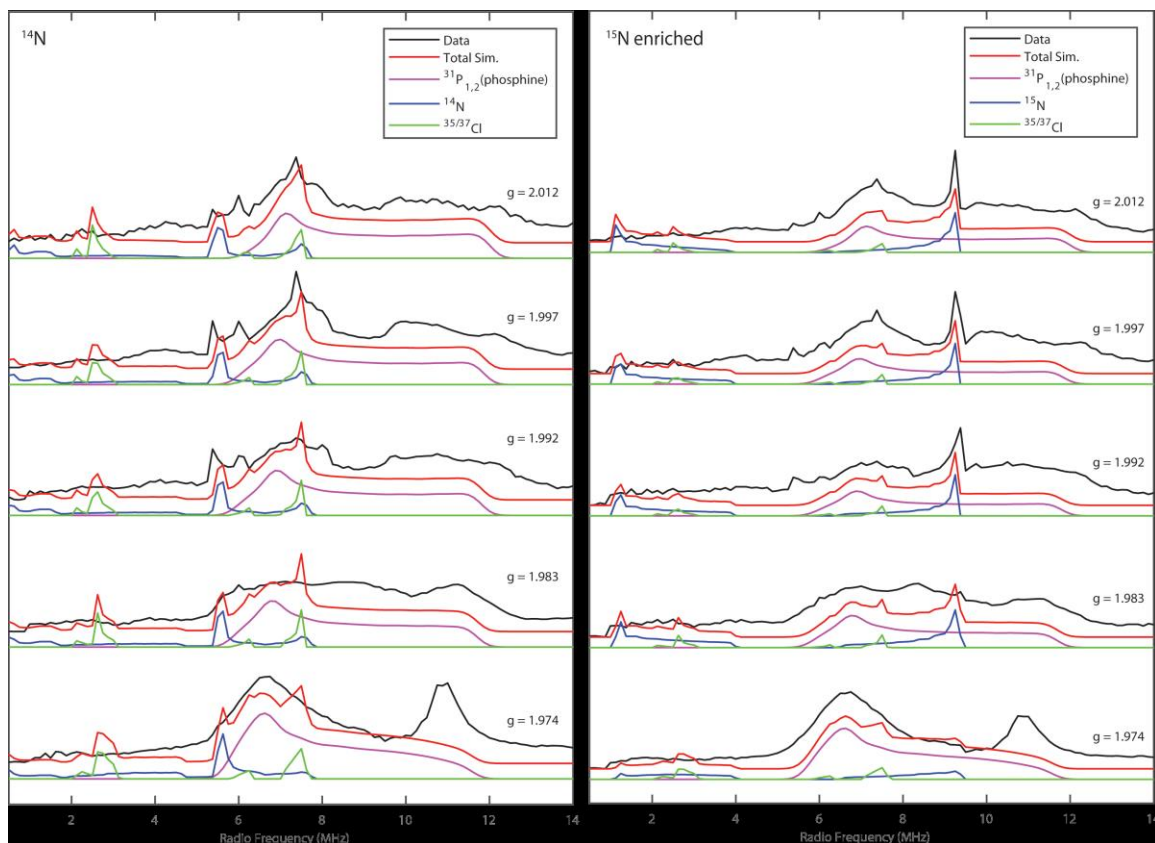 ¹⁴N
Data
Total Sim.
³¹P₁,₂(phosphine)
¹⁴N
³⁵/³⁷Cl
g = 2.012
g = 1.997
g = 1.992
g = 1.983
g = 1.974
2 4 6 8 10 12 14
Radio Frequency (MHz)
¹⁵N enriched
Data
Total Sim.
³¹P₁,₂(phosphine)
¹⁵N
³⁵/³⁷Cl
g = 2.012
g = 1.997
g = 1.992
g = 1.983
g = 1.974
2 4 6 8 10 12 14
Radio Frequency (MHz)